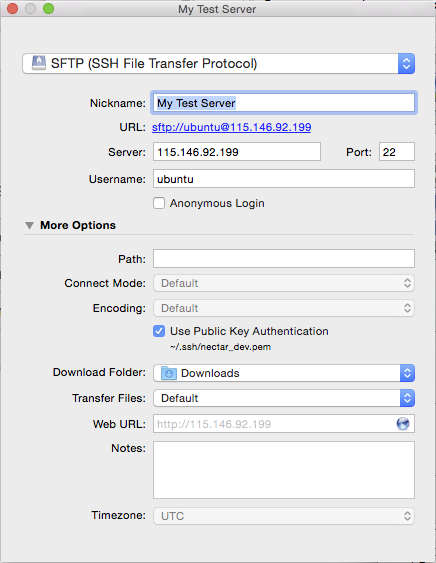 My Test Server
SFTP (SSH File Transfer Protocol)
Nickname: My Test Server
URL: sftp://ubuntu@115.146.92.199
Server: 115.146.92.199 Port: 22
Username: ubuntu
Anonymous Login
More Options
Path:
Connect Mode: Default
Encoding: Default
Use Public Key Authentication
~/.ssh/nectar_dev.pem
Download Folder: Downloads
Transfer Files: Default
Web URL: http://115.146.92.199
Notes:
Timezone: UTC